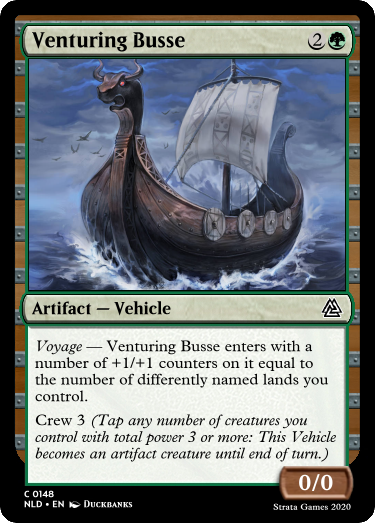 Venturing Busse 2
Artifact — Vehicle
Voyage — Venturing Busse enters with a
number of +1/+1 counters on it equal to
the number of differently named lands you
control.
Crew 3 (Tap any number of creatures you
control with total power 3 or more: This Vehicle
becomes an artifact creature until end of turn.)
0/0
C 0148
NLD • EN DUCKBANKS
Strata Games 2020